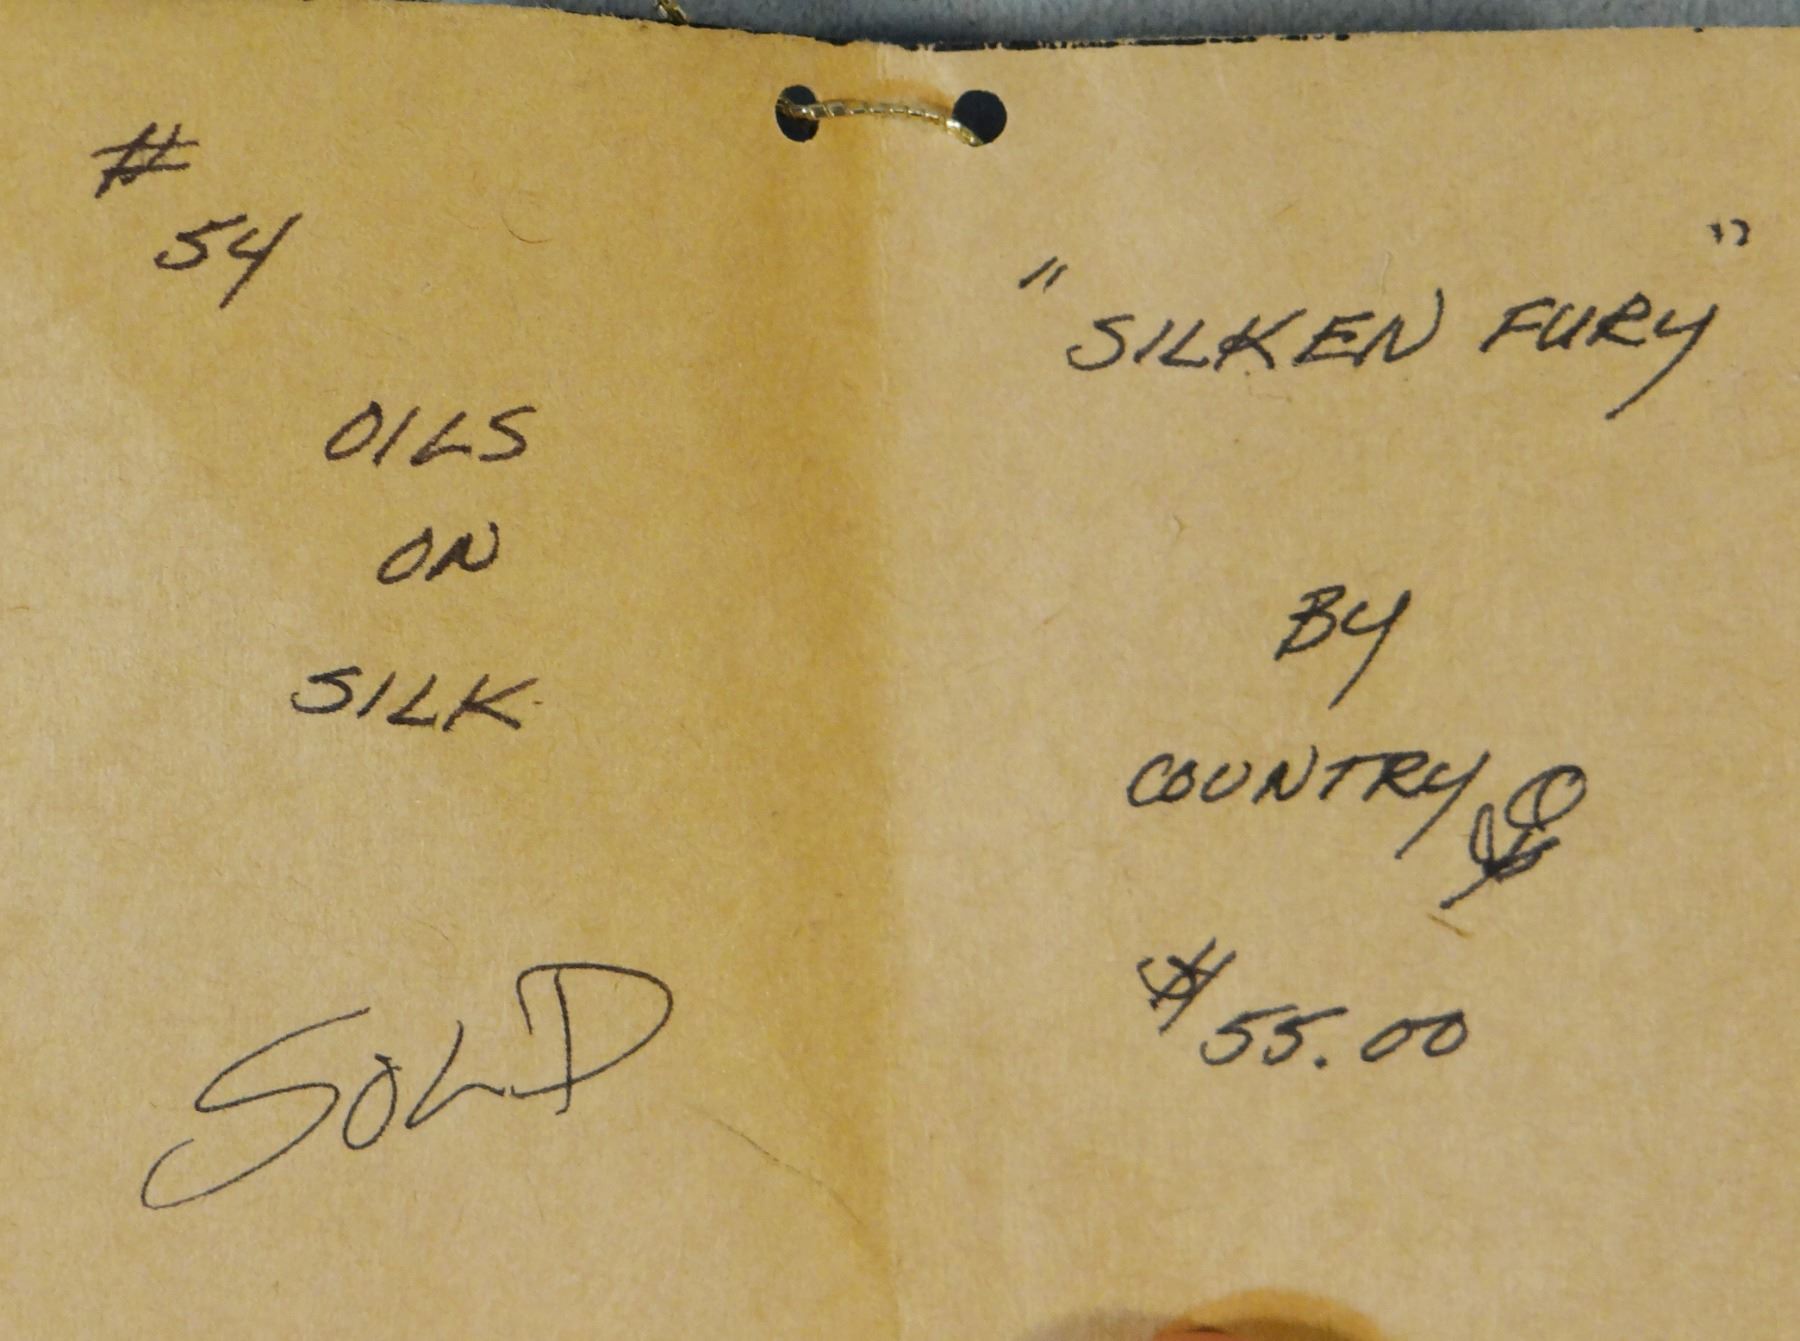 #
54
OILS
ON
SILK
SOLD
"SILKEN FURY"
BY
COUNTRY
$55.00